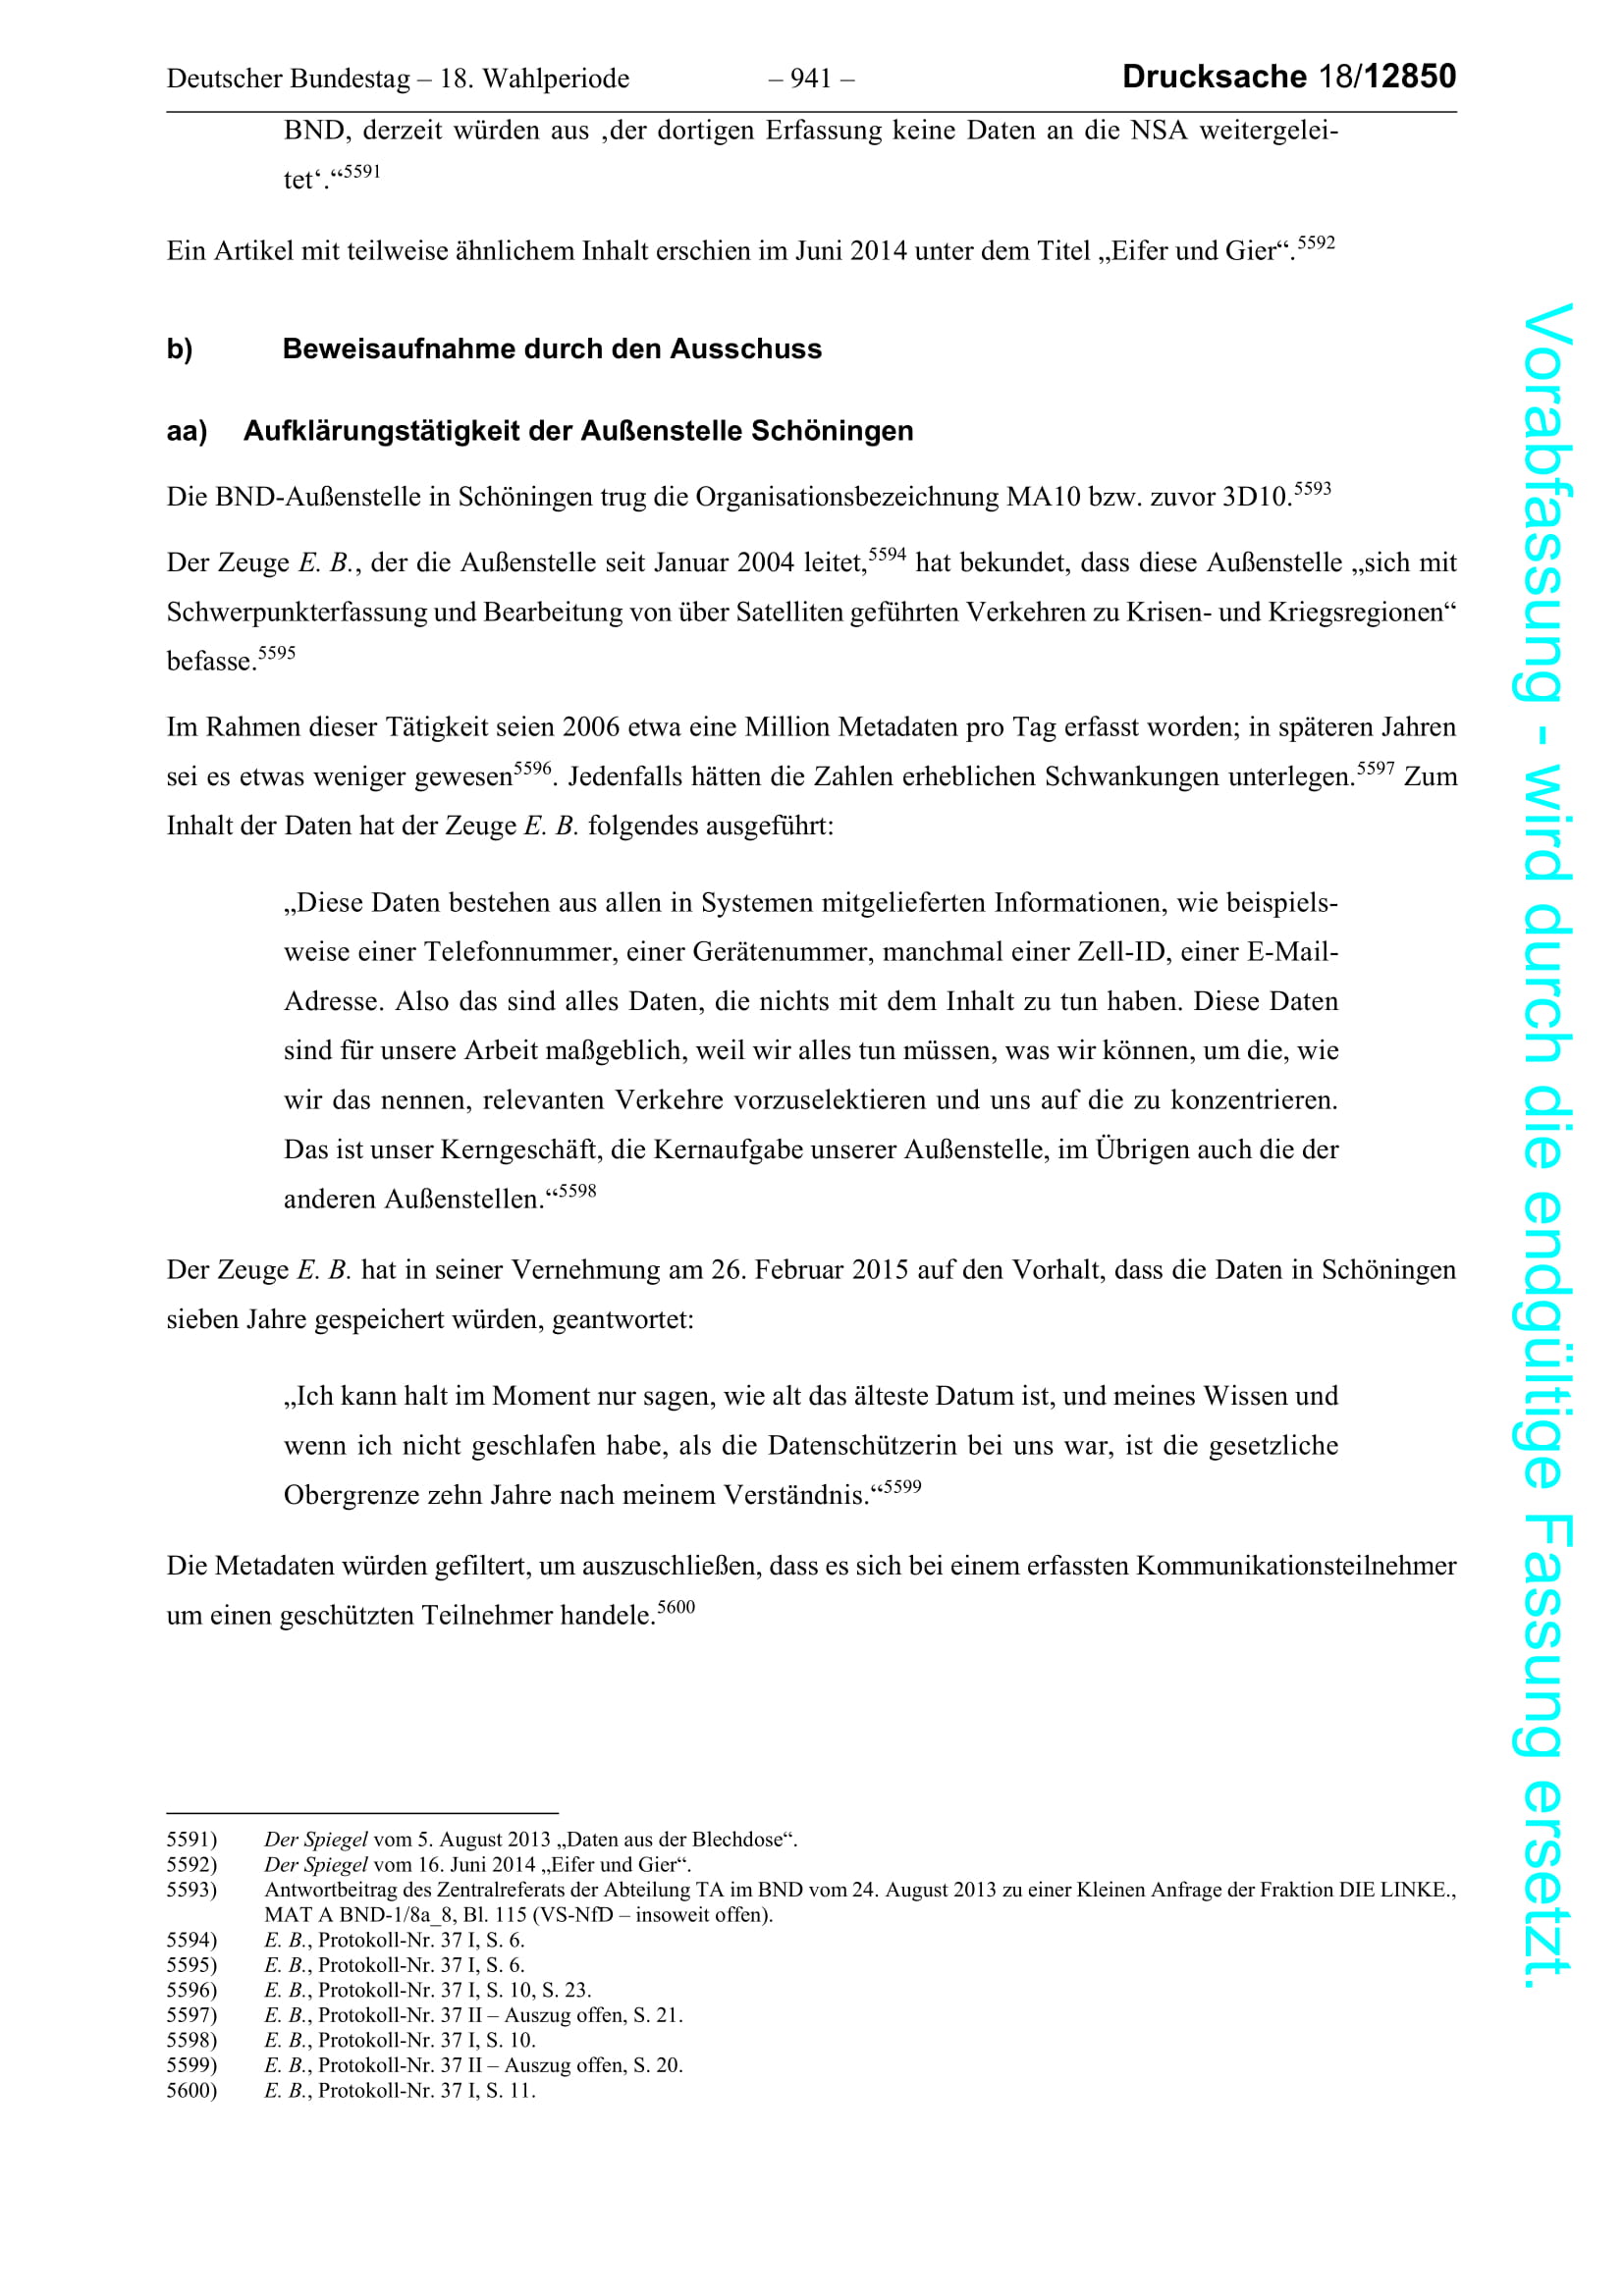 Deutscher Bundestag – 18. Wahlperiode – 941 – Drucksache 18/12850
BND, derzeit würden aus ‚der dortigen Erfassung keine Daten an die NSA weitergelei-
tet‘.“5591
Ein Artikel mit teilweise ähnlichem Inhalt erschien im Juni 2014 unter dem Titel „Eifer und Gier“.5592
b) Beweisaufnahme durch den Ausschuss
aa) Aufklärungstätigkeit der Außenstelle Schöningen
Die BND-Außenstelle in Schöningen trug die Organisationsbezeichnung MA10 bzw. zuvor 3D10.5593
Der Zeuge E. B., der die Außenstelle seit Januar 2004 leitet,5594 hat bekundet, dass diese Außenstelle „sich mit
Schwerpunkterfassung und Bearbeitung von über Satelliten geführten Verkehren zu Krisen- und Kriegsregionen“
befasse.5595
Im Rahmen dieser Tätigkeit seien 2006 etwa eine Million Metadaten pro Tag erfasst worden; in späteren Jahren
sei es etwas weniger gewesen5596. Jedenfalls hätten die Zahlen erheblichen Schwankungen unterlegen.5597 Zum
Inhalt der Daten hat der Zeuge E. B. folgendes ausgeführt:
„Diese Daten bestehen aus allen in Systemen mitgelieferten Informationen, wie beispiels-
weise einer Telefonnummer, einer Gerätenummer, manchmal einer Zell-ID, einer E-Mail-
Adresse. Also das sind alles Daten, die nichts mit dem Inhalt zu tun haben. Diese Daten
sind für unsere Arbeit maßgeblich, weil wir alles tun müssen, was wir können, um die, wie
wir das nennen, relevanten Verkehre vorzuselektieren und uns auf die zu konzentrieren.
Das ist unser Kerngeschäft, die Kernaufgabe unserer Außenstelle, im Übrigen auch die der
anderen Außenstellen.“5598
Der Zeuge E. B. hat in seiner Vernehmung am 26. Februar 2015 auf den Vorhalt, dass die Daten in Schöningen
sieben Jahre gespeichert würden, geantwortet:
„Ich kann halt im Moment nur sagen, wie alt das älteste Datum ist, und meines Wissen und
wenn ich nicht geschlafen habe, als die Datenschützerin bei uns war, ist die gesetzliche
Obergrenze zehn Jahre nach meinem Verständnis.“5599
Die Metadaten würden gefiltert, um auszuschließen, dass es sich bei einem erfassten Kommunikationsteilnehmer
um einen geschützten Teilnehmer handele.5600
5591) Der Spiegel vom 5. August 2013 „Daten aus der Blechdose“.
5592) Der Spiegel vom 16. Juni 2014 „Eifer und Gier“.
5593) Antwortbeitrag des Zentralreferats der Abteilung TA im BND vom 24. August 2013 zu einer Kleinen Anfrage der Fraktion DIE LINKE.,
MAT A BND-1/8a_8, Bl. 115 (VS-NfD – insoweit offen).
5594) E. B., Protokoll-Nr. 37 I, S. 6.
5595) E. B., Protokoll-Nr. 37 I, S. 6.
5596) E. B., Protokoll-Nr. 37 I, S. 10, S. 23.
5597) E. B., Protokoll-Nr. 37 II – Auszug offen, S. 21.
5598) E. B., Protokoll-Nr. 37 I, S. 10.
5599) E. B., Protokoll-Nr. 37 II – Auszug offen, S. 20.
5600) E. B., Protokoll-Nr. 37 I, S. 11.
Vorabfassung - wird durch die endgültige Fassung ersetzt.